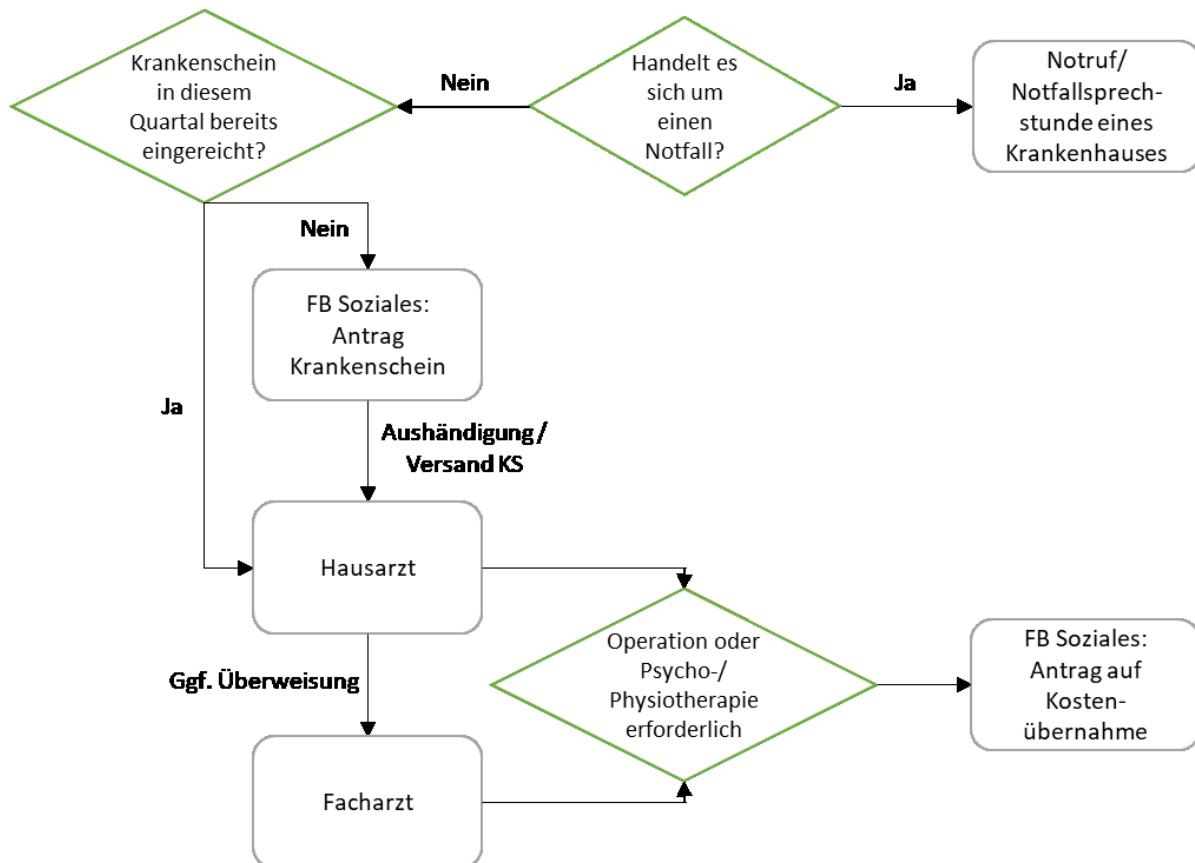 Krankenschein
in diesem
Quartal bereits
eingereicht?
Nein
Handelt es
sich um
einen
Notfall?
Ja
Notruf/
Notfallsprech-
stunde eines
Krankenhauses
Nein
FB Soziales:
Antrag
Krankenschein
Ja
Aushändigung /
Versand KS
Hausarzt
Ggf. Überweisung
Operation oder
Psycho-/
Physiotherapie
erforderlich
FB Soziales:
Antrag auf
Kosten-
übernahme
Facharzt